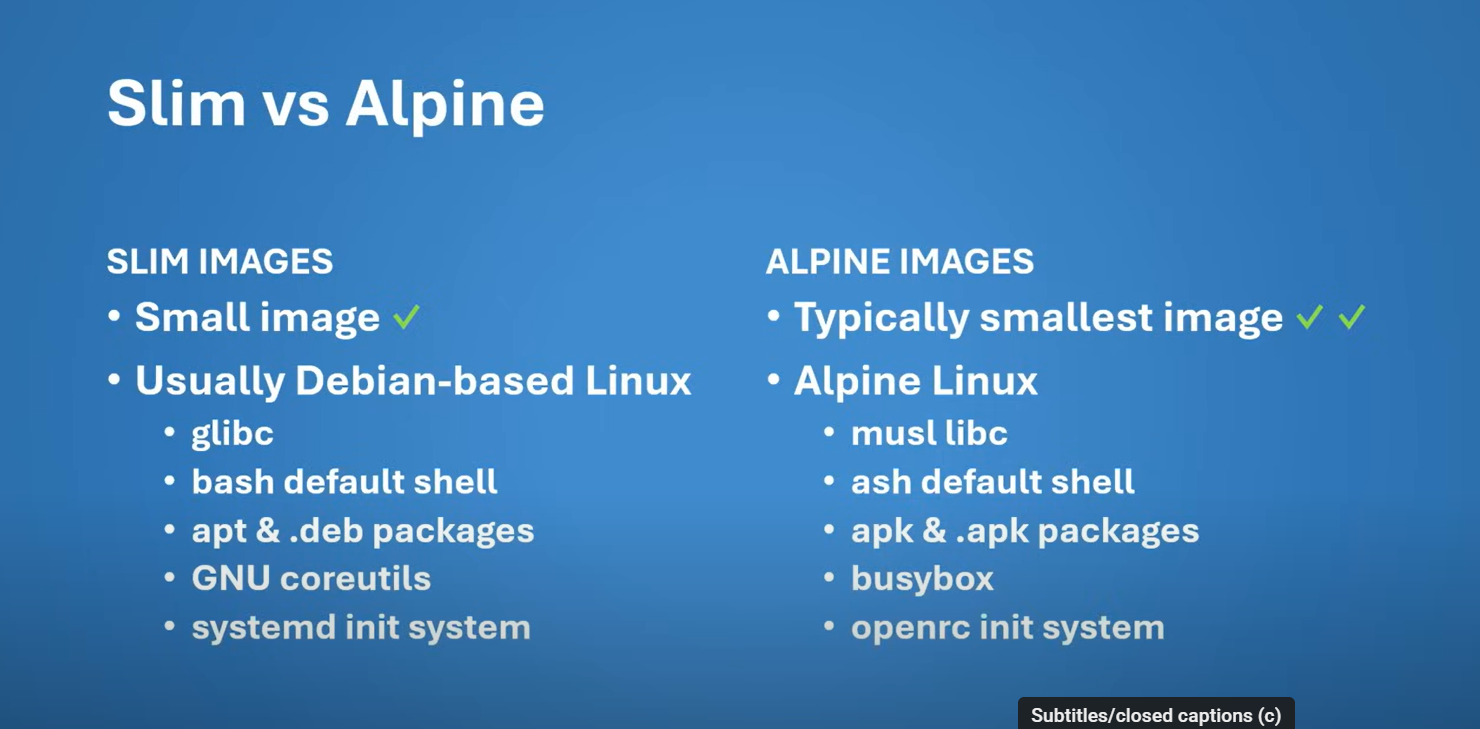 Slim vs Alpine
SLIM IMAGES
• Small image ✓
• Usually Debian-based Linux
• glibc
• bash default shell
• apt & .deb packages
• GNU coreutils
• systemd init system
ALPINE IMAGES
• Typically smallest image ✓ ✓
• Alpine Linux
• musl libc
• ash default shell
• apk & .apk packages
• busybox
• openrc init system
Subtitles/closed captions (c)